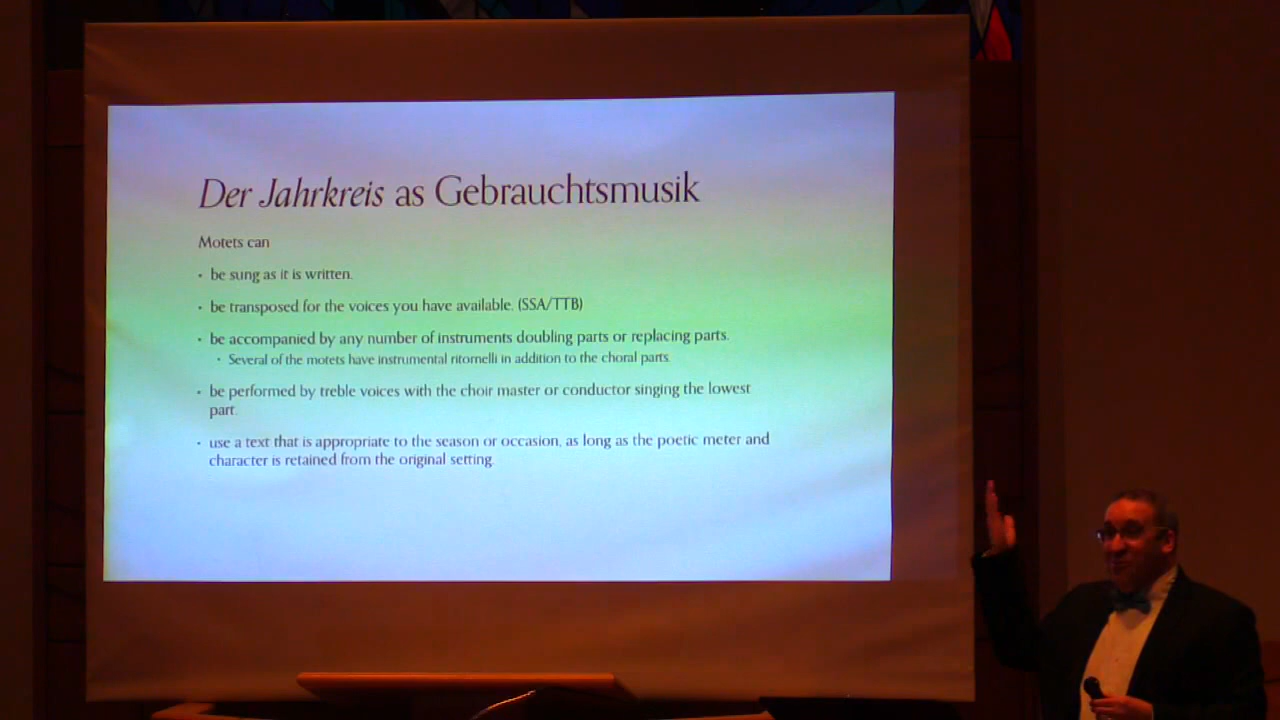 Der Jahrkreis as Gebrauchtsmusik
Motets can
• be sung as it is written.
• be transposed for the voices you have available. (SSA/TTB)
• be accompanied by any number of instruments doubling parts or replacing parts.
• Several of the motets have instrumental ritornelli in addition to the choral parts.
• be performed by treble voices with the choir master or conductor singing the lowest
part.
• use a text that is appropriate to the season or occasion, as long as the poetic meter and
character is retained from the original setting.